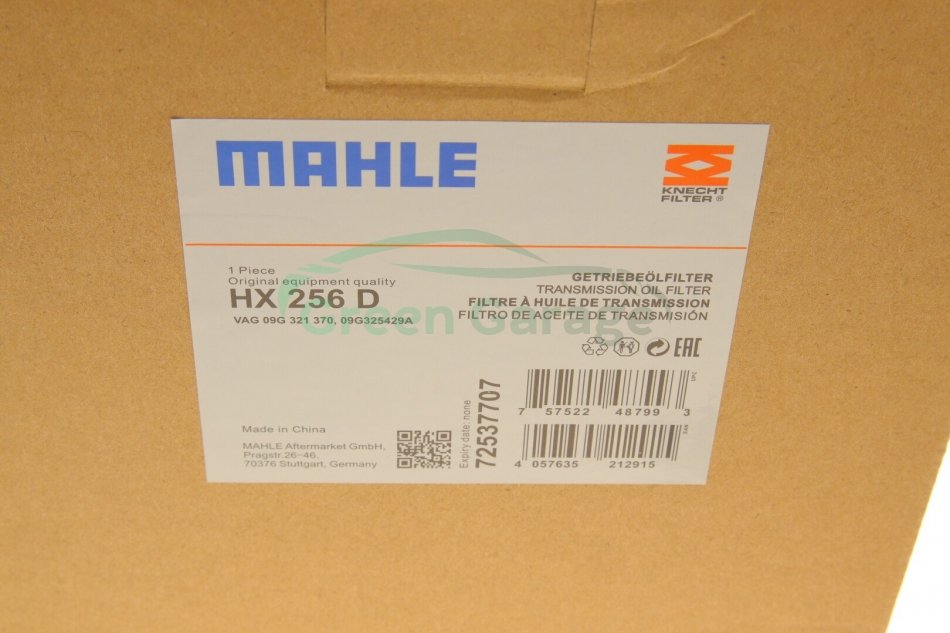 MAHLE
KNECHT
FILTER®
1 Piece
Original equipment quality
HX 256 D
VAG 09G 321 370, 09G325429A
GETRIEBEÖLFILTER
TRANSMISSION OIL FILTER
FILTRE À HUILE DE TRANSMISSION
FILTRO DE ACEITE DE TRANSMISIÓN
Green Garage
EAC
Made in China
MAHLE Aftermarket GmbH,
Pragstr.26-46,
70376 Stuttgart, Germany
Expiry date: none
72537707
UPC
7 57522 48799 3
EAN
4 057635 212915